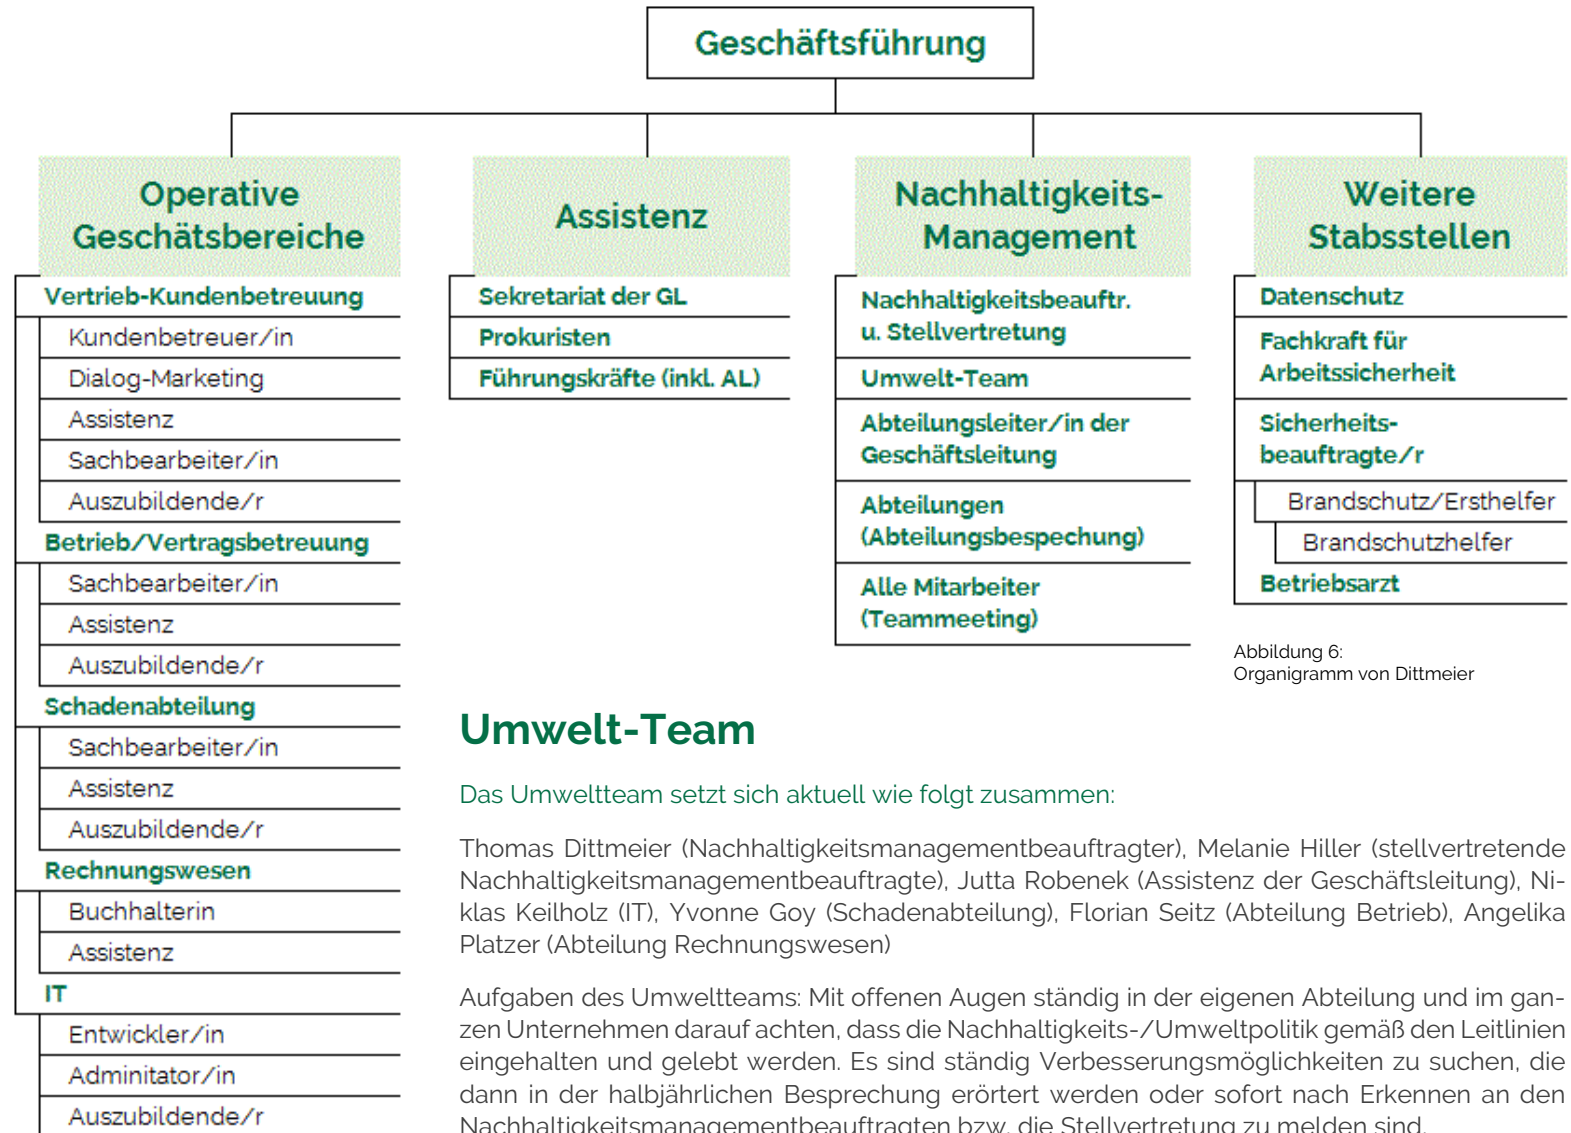 Geschäftsführung
Operative
Geschätsbereiche
Vertrieb-Kundenbetreuung
Kundenbetreuer/in
Dialog-Marketing
Assistenz
Sachbearbeiter/in
Auszubildende/r
Betrieb/Vertragsbetreuung
Sachbearbeiter/in
Assistenz
Auszubildende/r
Schadenabteilung
Sachbearbeiter/in
Assistenz
Auszubildende/r
Rechnungswesen
Buchhalterin
Assistenz
IT
Entwickler/in
Adminitator/in
Auszubildende/r
Assistenz
Sekretariat der GL
Prokuristen
Führungskräfte (inkl. AL)
Nachhaltigkeits-
Management
Nachhaltigkeitsbeauftr.
u. Stellvertretung
Umwelt-Team
Abteilungsleiter/in der
Geschäftsleitung
Abteilungen
(Abteilungsbespechung)
Alle Mitarbeiter
(Teammeeting)
Weitere
Stabsstellen
Datenschutz
Fachkraft für
Arbeitssicherheit
Sicherheits-
beauftragte/r
Brandschutz/Ersthelfer
Brandschutzhelfer
Betriebsarzt
Abbildung 6:
Organigramm von Dittmeier
Umwelt-Team
Das Umweltteam setzt sich aktuell wie folgt zusammen:
Thomas Dittmeier (Nachhaltigkeitsmanagementbeauftragter), Melanie Hiller (stellvertretende
Nachhaltigkeitsmanagementbeauftragte), Jutta Robenek (Assistenz der Geschäftsleitung), Ni-
klas Keilholz (IT), Yvonne Goy (Schadenabteilung), Florian Seitz (Abteilung Betrieb), Angelika
Platzer (Abteilung Rechnungswesen)
Aufgaben des Umweltteams: Mit offenen Augen ständig in der eigenen Abteilung und im gan-
zen Unternehmen darauf achten, dass die Nachhaltigkeits-/Umweltpolitik gemäß den Leitlinien
eingehalten und gelebt werden. Es sind ständig Verbesserungsmöglichkeiten zu suchen, die
dann in der halbjährlichen Besprechung erörtert werden oder sofort nach Erkennen an den
Nachhaltigkeitsmanagementbeauftragten bzw. die Stellvertretung zu melden sind.